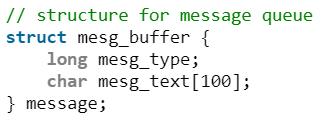 // structure for message queue
struct mesg_buffer {
    long mesg_type;
    char mesg_text[100];
} message;